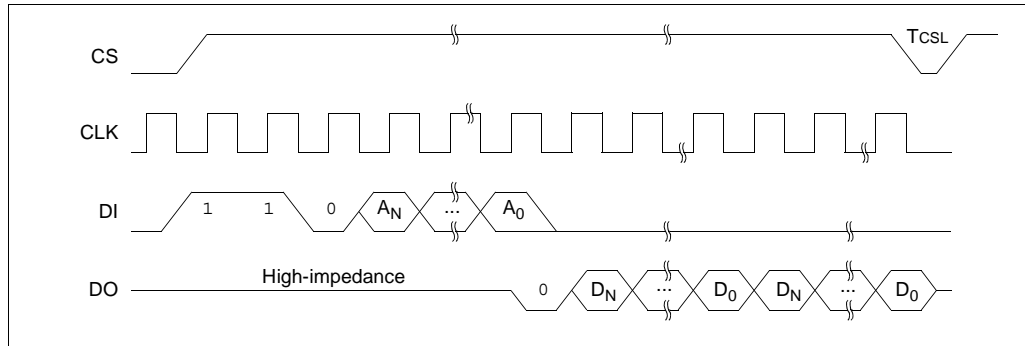 CS TCSL
CLK
DI 1 1 0 AN ... A0
High-impedance
DO 0 DN ... D0 DN ... D0